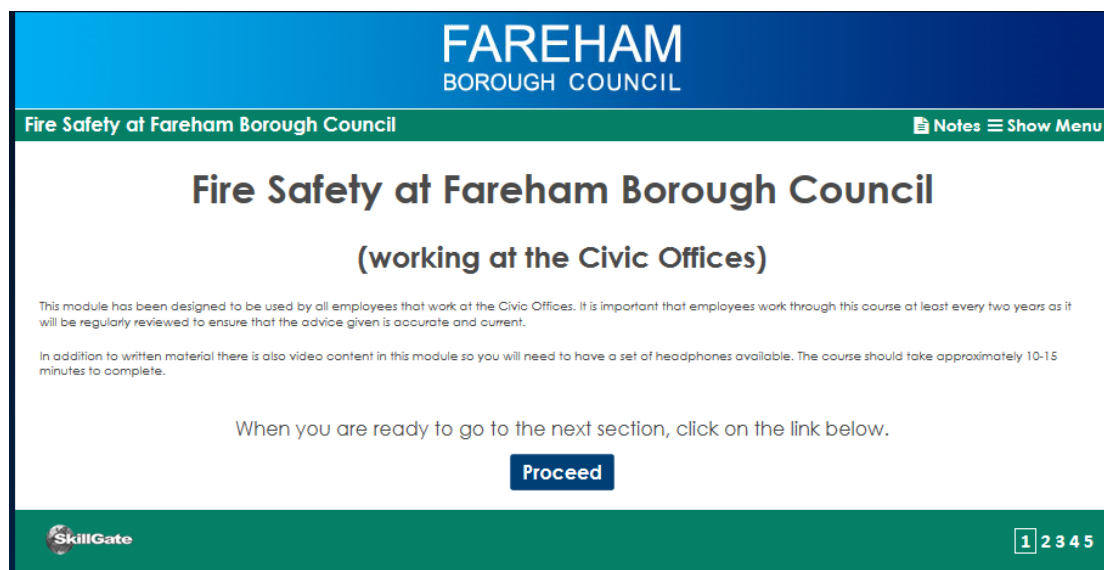 FAREHAM
BOROUGH COUNCIL
Fire Safety at Fareham Borough Council
Notes Show Menu
Fire Safety at Fareham Borough Council
(working at the Civic Offices)
This module has been designed to be used by all employees that work at the Civic Offices. It is important that employees work through this course at least every two years as it
will be regularly reviewed to ensure that the advice given is accurate and current.
In addition to written material there is also video content in this module so you will need to have a set of headphones available. The course should take approximately 10-15
minutes to complete.
When you are ready to go to the next section, click on the link below.
Proceed
SkillGate
1 2 3 4 5